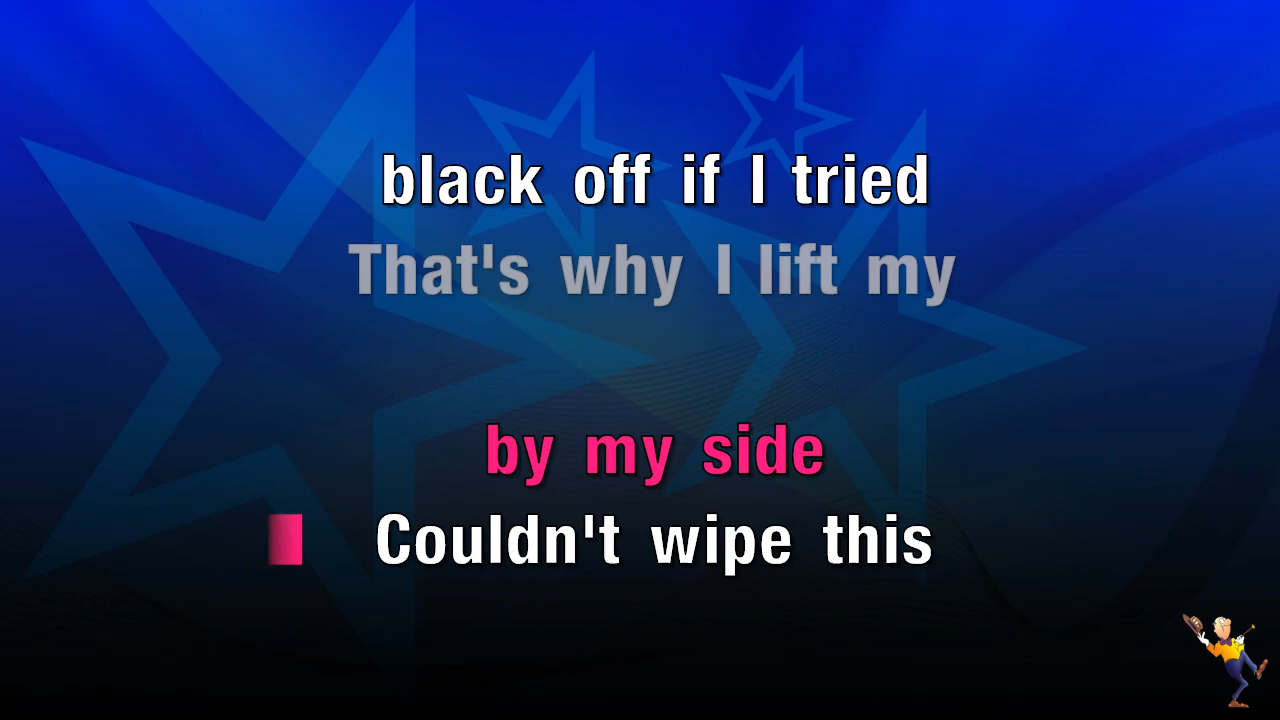 black off if I tried
That's why I lift my
by my side
Couldn't wipe this